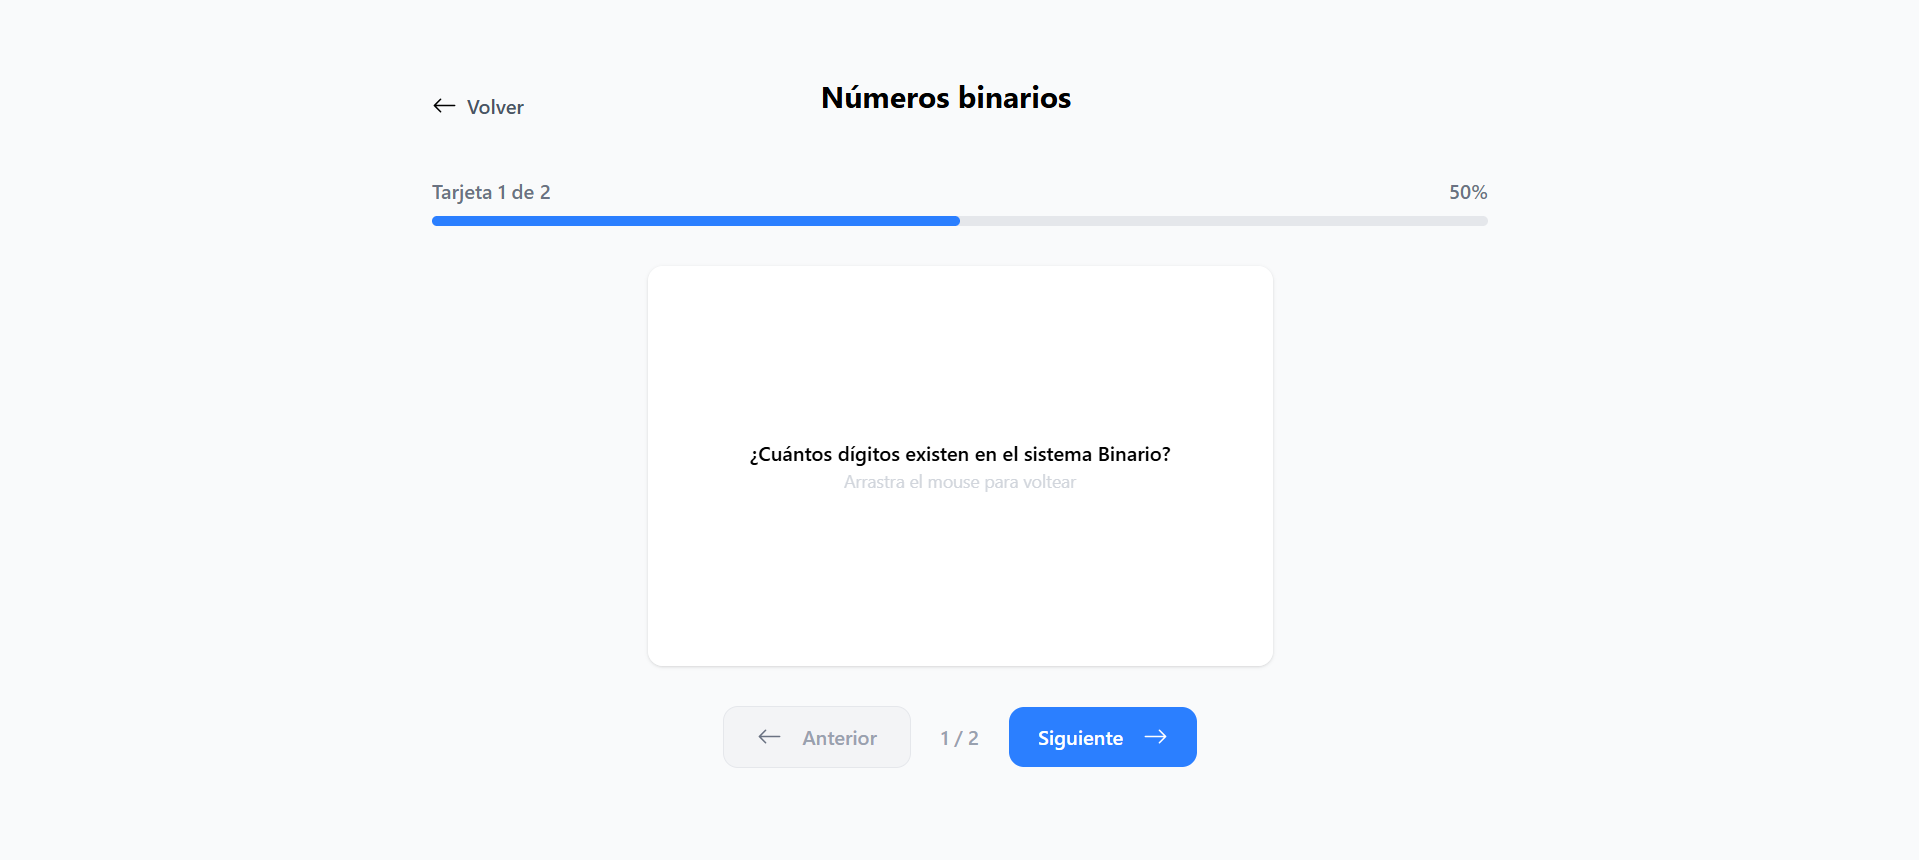 Volver
Números binarios
Tarjeta 1 de 2
50%
¿Cuántos dígitos existen en el sistema Binario?
Arrastra el mouse para voltear
Anterior
1 / 2
Siguiente